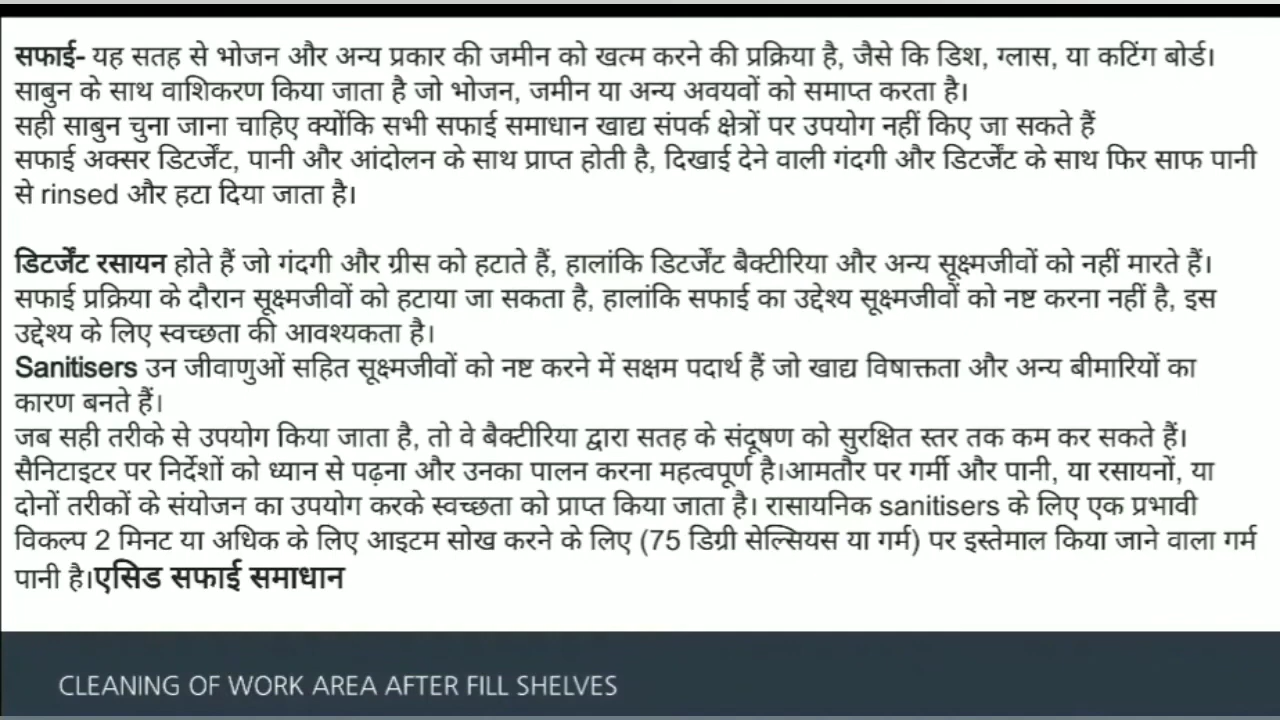 सफाई- यह सतह से भोजन और अन्य प्रकार की जमीन को खत्म करने की प्रक्रिया है, जैसे कि डिश, ग्लास, या कटिंग बोर्ड।
साबुन के साथ वाशिकरण किया जाता है जो भोजन, जमीन या अन्य अवयवों को समाप्त करता है।
सही साबुन चुना जाना चाहिए क्योंकि सभी सफाई समाधान खाद्य संपर्क क्षेत्रों पर उपयोग नहीं किए जा सकते हैं
सफाई अक्सर डिटर्जेंट, पानी और आंदोलन के साथ प्राप्त होती है, दिखाई देने वाली गंदगी और डिटर्जेंट के साथ फिर साफ पानी
से rinsed और हटा दिया जाता है।
डिटर्जेंट रसायन होते हैं जो गंदगी और ग्रीस को हटाते हैं, हालांकि डिटर्जेंट बैक्टीरिया और अन्य सूक्ष्मजीवों को नहीं मारते हैं।
सफाई प्रक्रिया के दौरान सूक्ष्मजीवों को हटाया जा सकता है, हालांकि सफाई का उद्देश्य सूक्ष्मजीवों को नष्ट करना नहीं है, इस
उद्देश्य के लिए स्वच्छता की आवश्यकता है।
Sanitisers उन जीवाणुओं सहित सूक्ष्मजीवों को नष्ट करने में सक्षम पदार्थ हैं जो खाद्य विषाक्तता और अन्य बीमारियों का
कारण बनते हैं।
जब सही तरीके से उपयोग किया जाता है, तो वे बैक्टीरिया द्वारा सतह के संदूषण को सुरक्षित स्तर तक कम कर सकते हैं।
सैनिटाइटर पर निर्देशों को ध्यान से पढ़ना और उनका पालन करना महत्वपूर्ण है।आमतौर पर गर्मी और पानी, या रसायनों, या
दोनों तरीकों के संयोजन का उपयोग करके स्वच्छता को प्राप्त किया जाता है। रासायनिक sanitisers के लिए एक प्रभावी
विकल्प 2 मिनट या अधिक के लिए आइटम सोख करने के लिए (75 डिग्री सेल्सियस या गर्म) पर इस्तेमाल किया जाने वाला गर्म
पानी है।एसिड सफाई समाधान
CLEANING OF WORK AREA AFTER FILL SHELVES